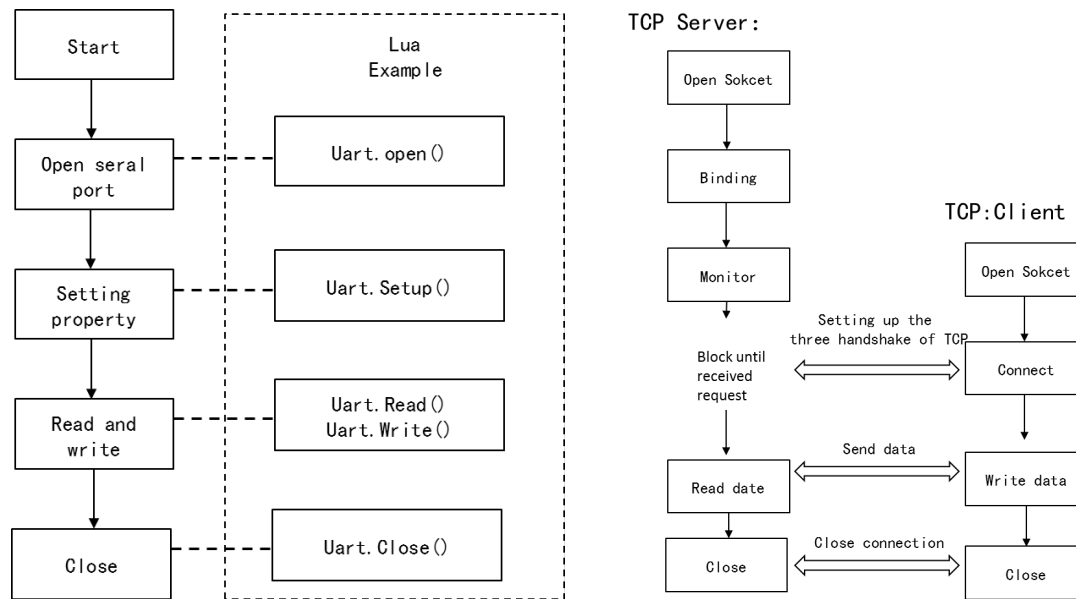 Start
Open seral
port
Setting
property
Read and
write
Close
Lua
Example
Uart.open()
Uart.Setup()
Uart.Read()
Uart.Write()
Uart.Close()
TCP Server:
Open Sokcet
Binding
Monitor
Block until
received
request
Read date
Close
Setting up the
three handshake of TCP
Send data
Close connection
TCP:Client
Open Sokcet
Connect
Write data
Close